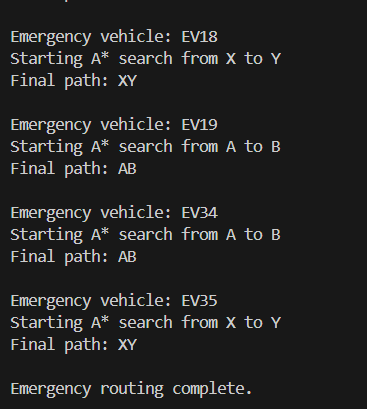 Emergency vehicle: EV18
Starting A* search from X to Y
Final path: XY
Emergency vehicle: EV19
Starting A* search from A to B
Final path: AB
Emergency vehicle: EV34
Starting A* search from A to B
Final path: AB
Emergency vehicle: EV35
Starting A* search from X to Y
Final path: XY
Emergency routing complete.